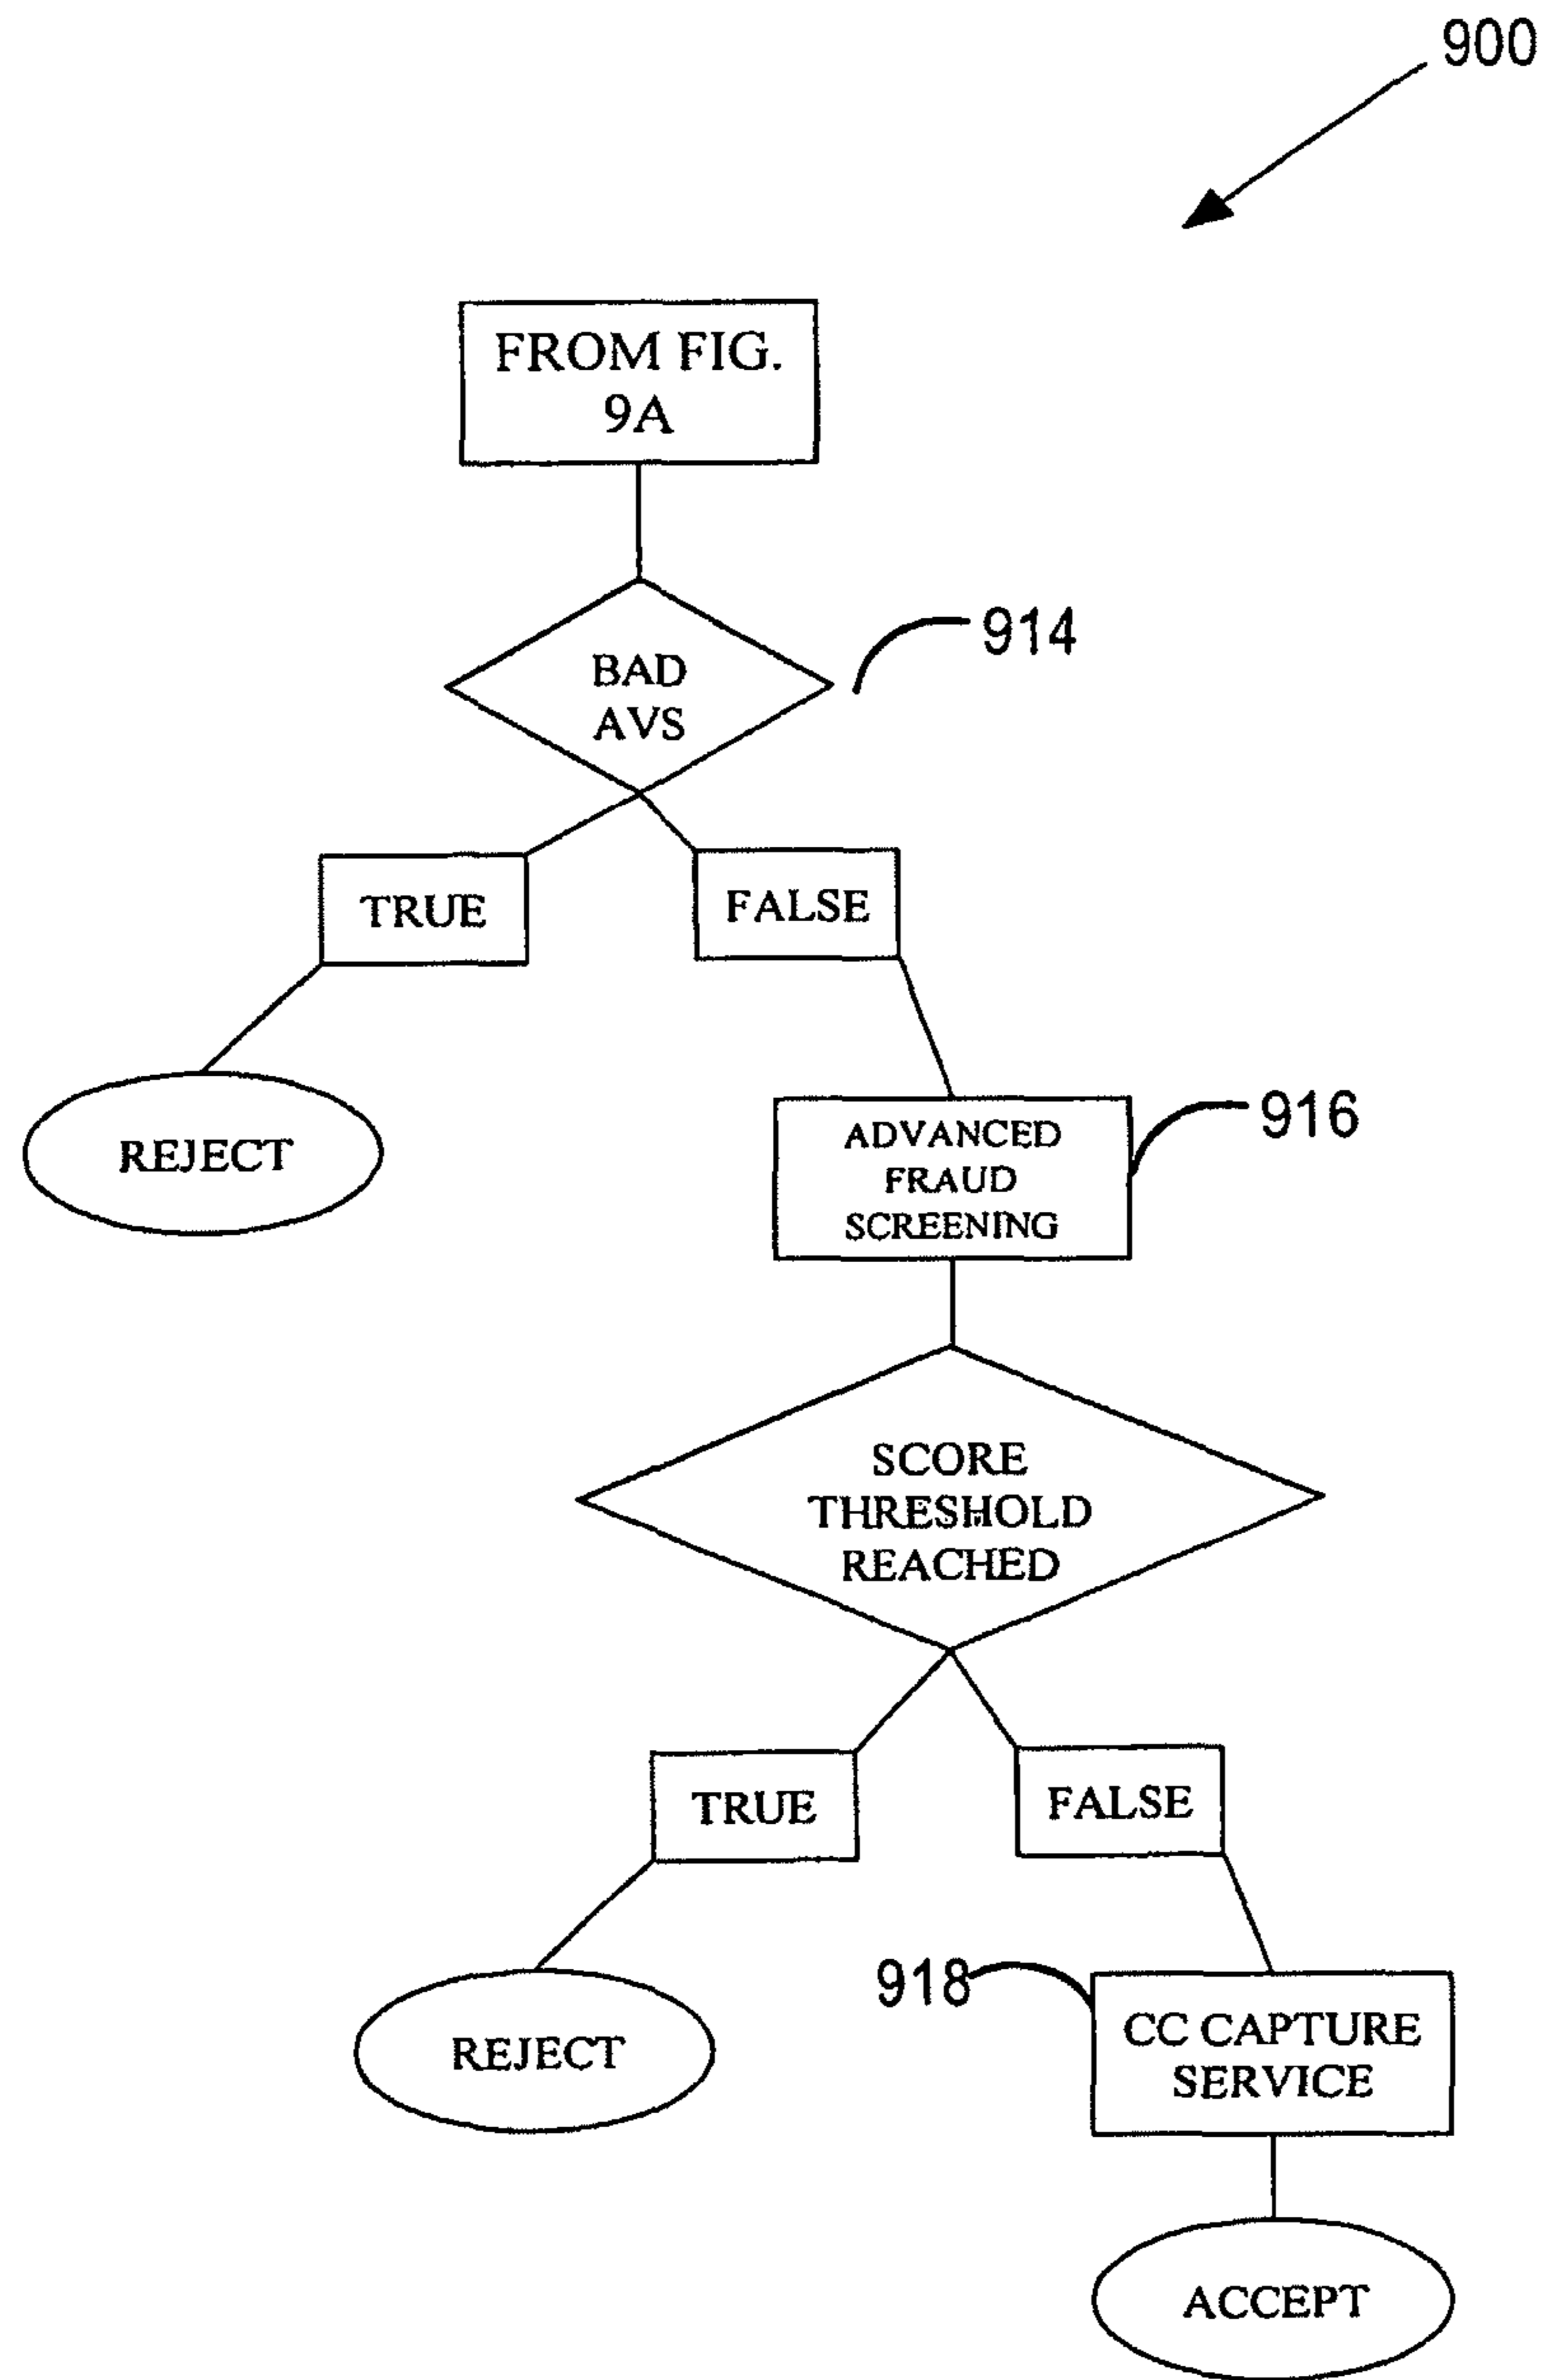 900
FROM FIG.
9A
BAD
AVS
914
TRUE
FALSE
REJECT
ADVANCED
FRAUD
SCREENING
916
SCORE
THRESHOLD
REACHED
TRUE
FALSE
REJECT
918
CC CAPTURE
SERVICE
ACCEPT